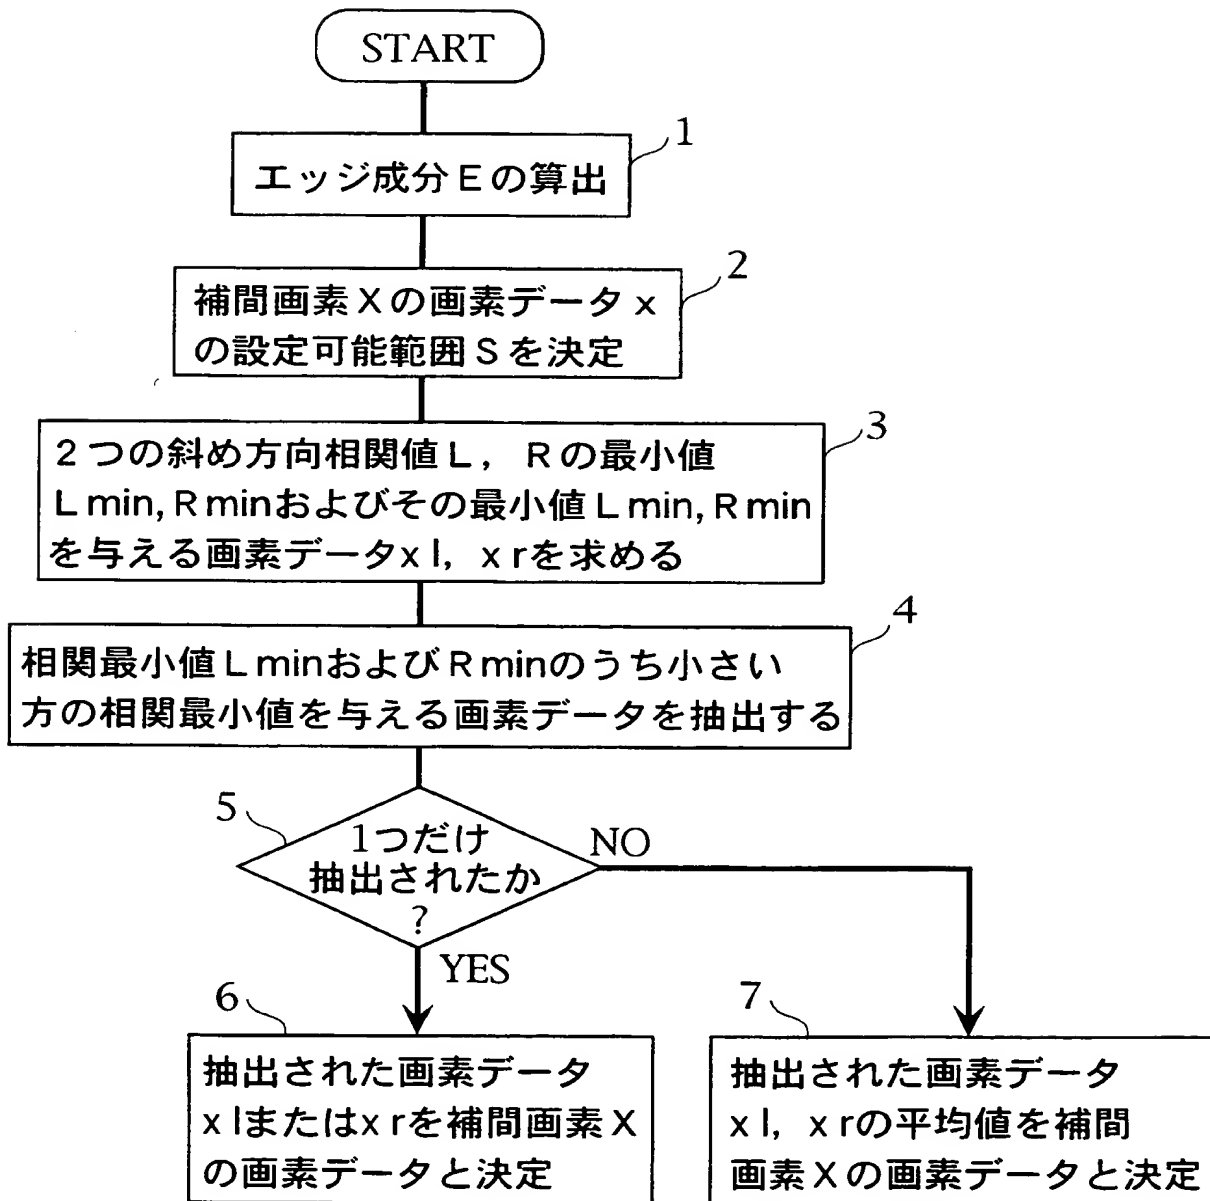 START
1
エッジ成分Eの算出
2
補間画素Xの画素データx
の設定可能範囲Sを決定
3
2つの斜め方向相関値L, Rの最小値
Lmin, Rminおよびその最小値Lmin, Rmin
を与える画素データxl, xrを求める
4
相関最小値LminおよびRminのうち小さい
方の相関最小値を与える画素データを抽出する
5
1つだけ
抽出されたか
?
NO
YES
6
抽出された画素データ
xlまたはxrを補間画素X
の画素データと決定
7
抽出された画素データ
xl, xrの平均値を補間
画素Xの画素データと決定